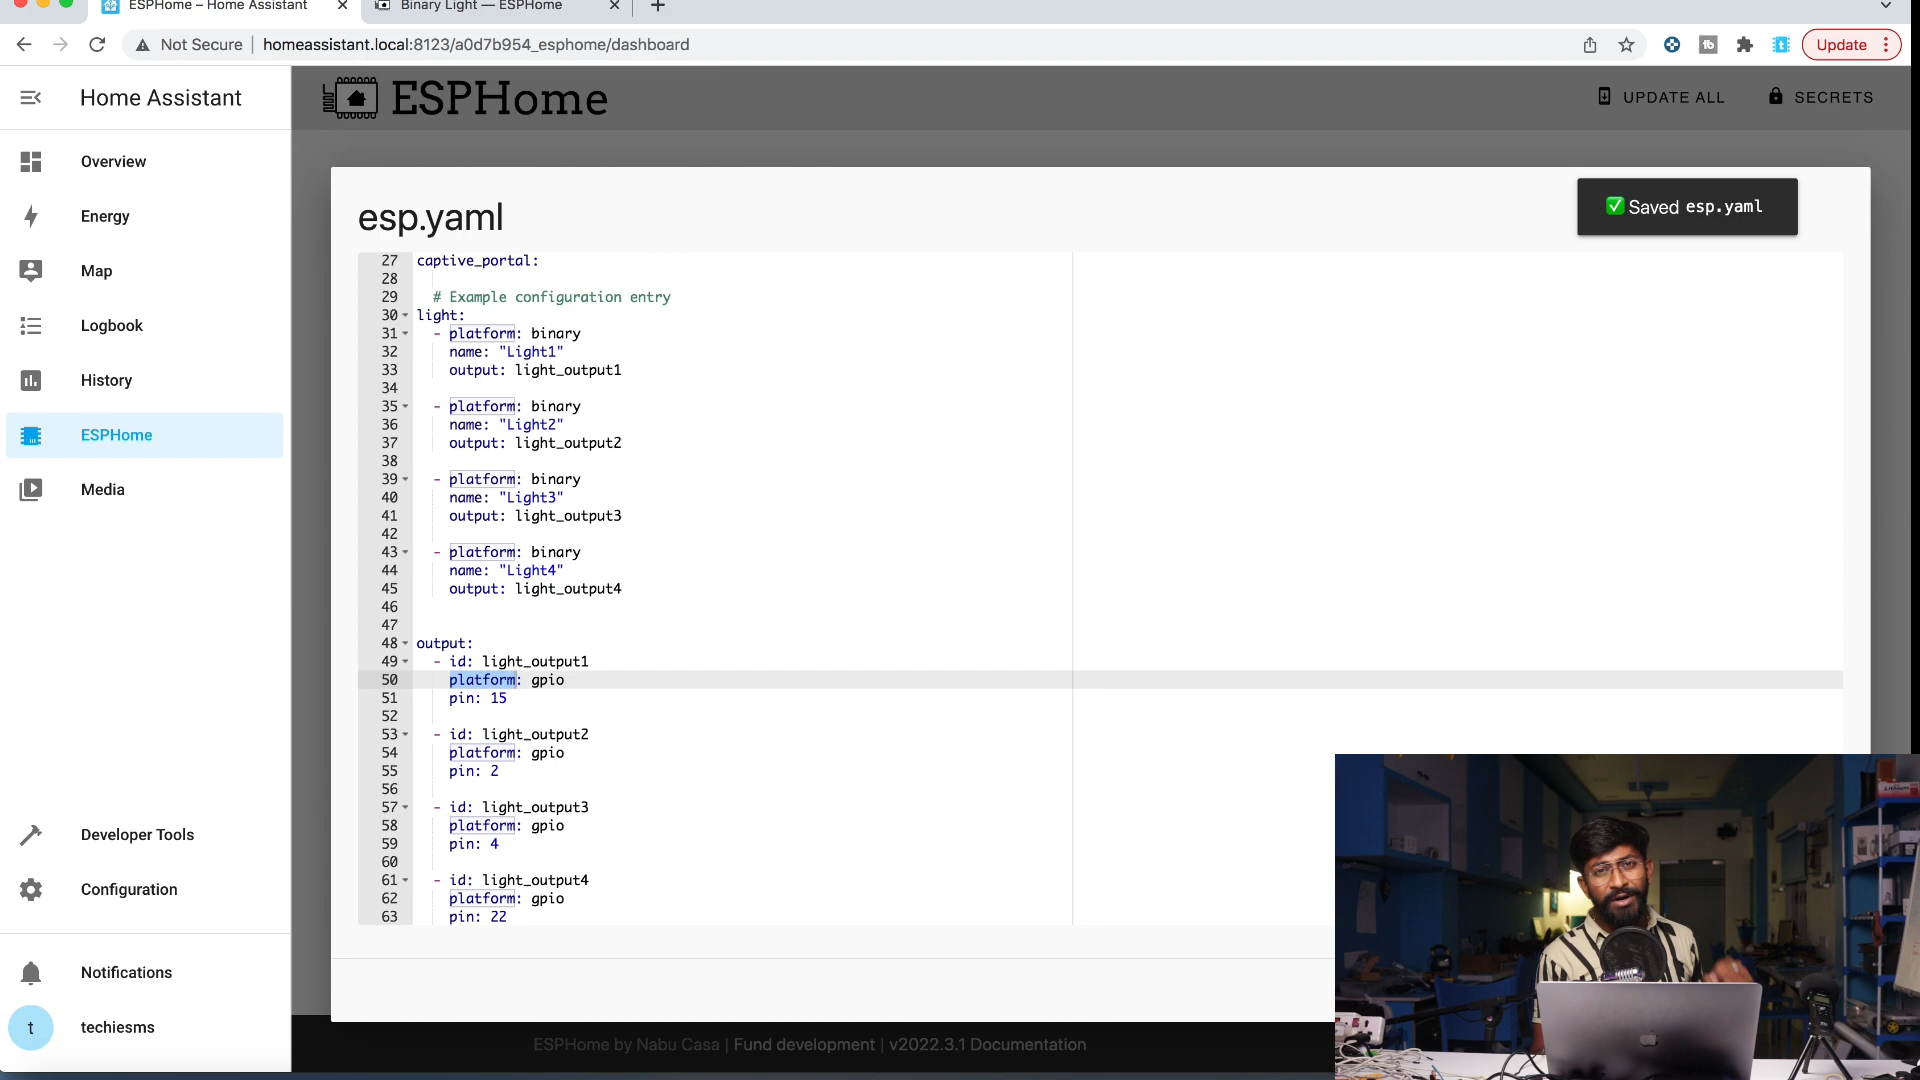 ESPHome – Home Assistant
Binary Light — ESPHome
Not Secure
homeassistant.local:8123/a0d7b954_esphome/dashboard
Update
Home Assistant
ESPHome
UPDATE ALL
SECRETS
Overview
Energy
Map
Logbook
History
ESPHome
Media
Developer Tools
Configuration
Notifications
t
techiesms
esp.yaml
✅ Saved esp.yaml
27 captive_portal:
28
29 # Example configuration entry
30 light:
31 - platform: binary
32 name: "Light1"
33 output: light_output1
34
35 - platform: binary
36 name: "Light2"
37 output: light_output2
38
39 - platform: binary
40 name: "Light3"
41 output: light_output3
42
43 - platform: binary
44 name: "Light4"
45 output: light_output4
46
47
48 output:
49 - id: light_output1
50 platform: gpio
51 pin: 15
52
53 - id: light_output2
54 platform: gpio
55 pin: 2
56
57 - id: light_output3
58 platform: gpio
59 pin: 4
60
61 - id: light_output4
62 platform: gpio
63 pin: 22
ESPHome by Nabu Casa | Fund development | v2022.3.1 Documentation